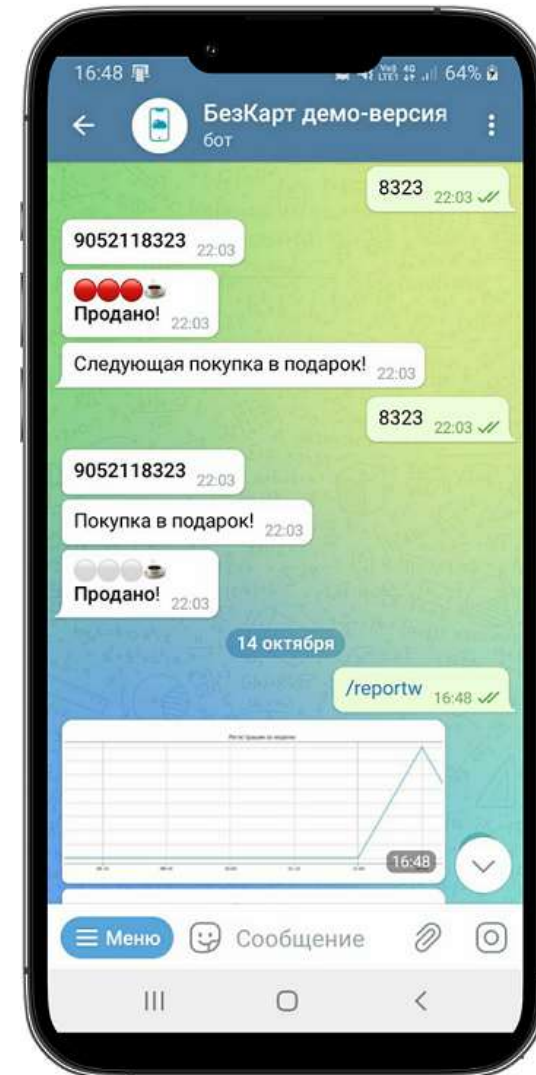 16:48
64%
БезКарт демо-версия
бот
8323 22:03
9052118323 22:03
Продано! 22:03
Следующая покупка в подарок! 22:03
8323 22:03
9052118323 22:03
Покупка в подарок! 22:03
Продано! 22:03
14 октября
/reportw 16:48
16:48
Меню
Сообщение